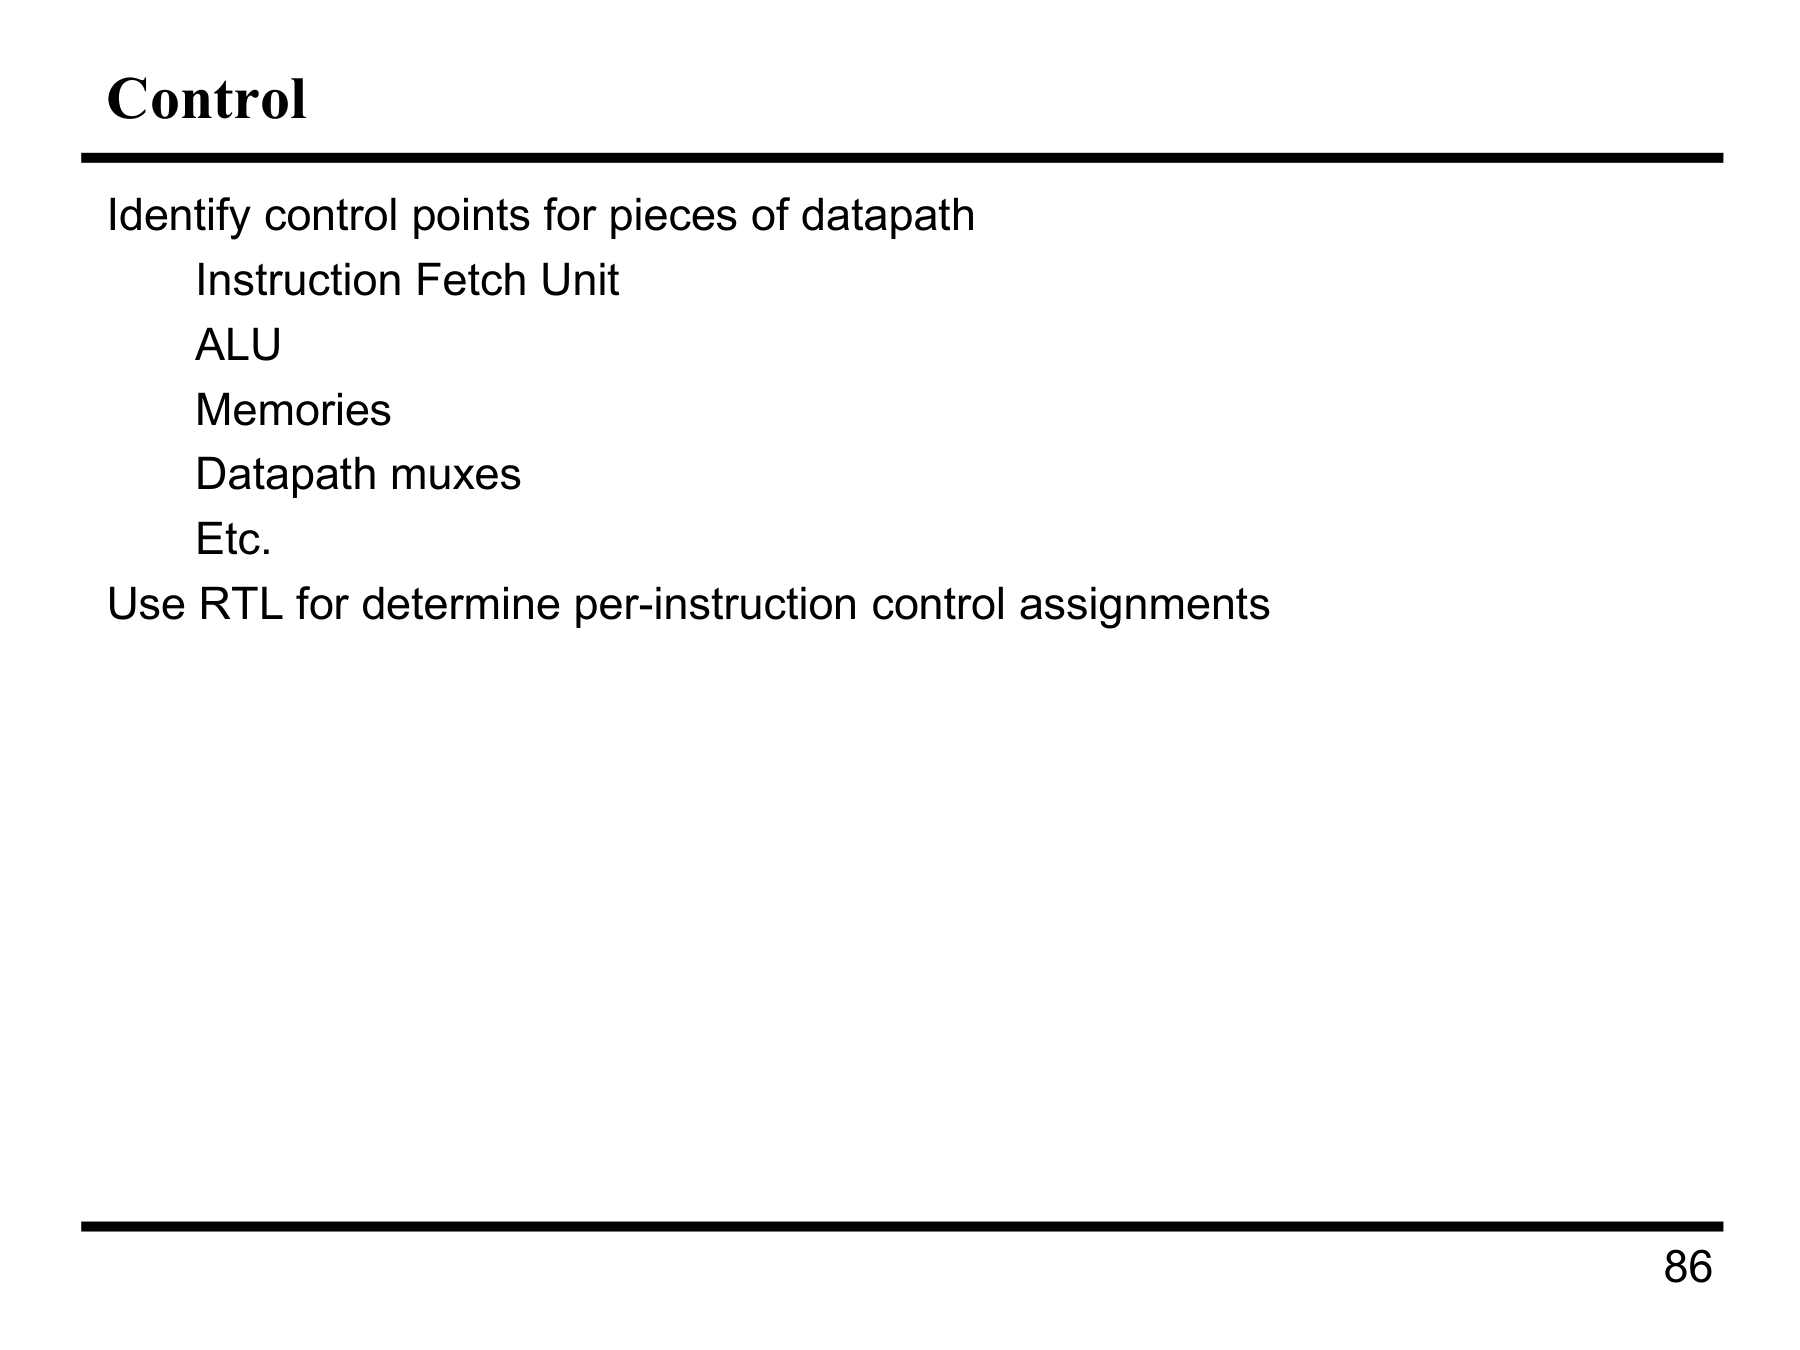 Control
Identify control points for pieces of datapath
Instruction Fetch Unit
ALU
Memories
Datapath muxes
Etc.
Use RTL for determine per-instruction control assignments
86